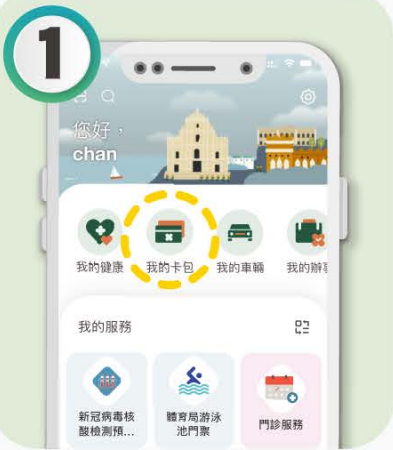 1
您好，
chan
我的健康 我的卡包 我的車輛 我的辦
我的服務
新冠病毒核
酸檢測預...
體育局游泳
池門票
門診服務